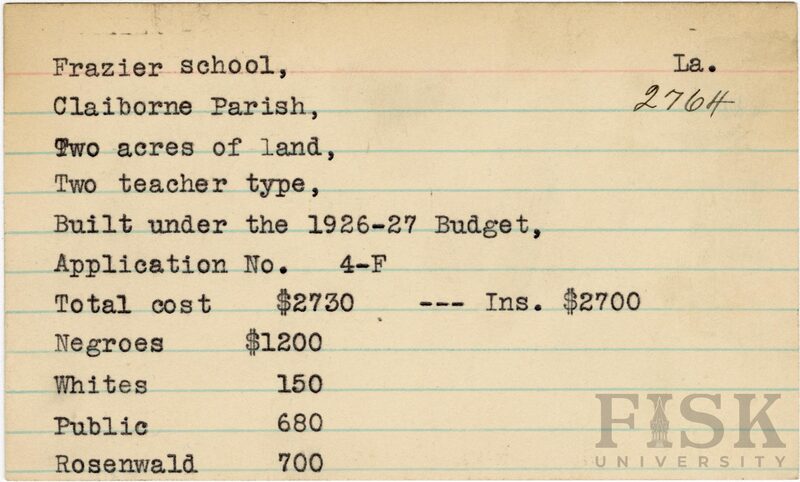 Frazier school, La.
Claiborne Parish, 2764
Two acres of land,
Two teacher type,
Built under the 1926-27 Budget,
Application No. 4-F
Total cost $2730 --- Ins. $2700
Negroes $1200
Whites 150
Public 680
Rosenwald 700
FISK
UNIVERSITY